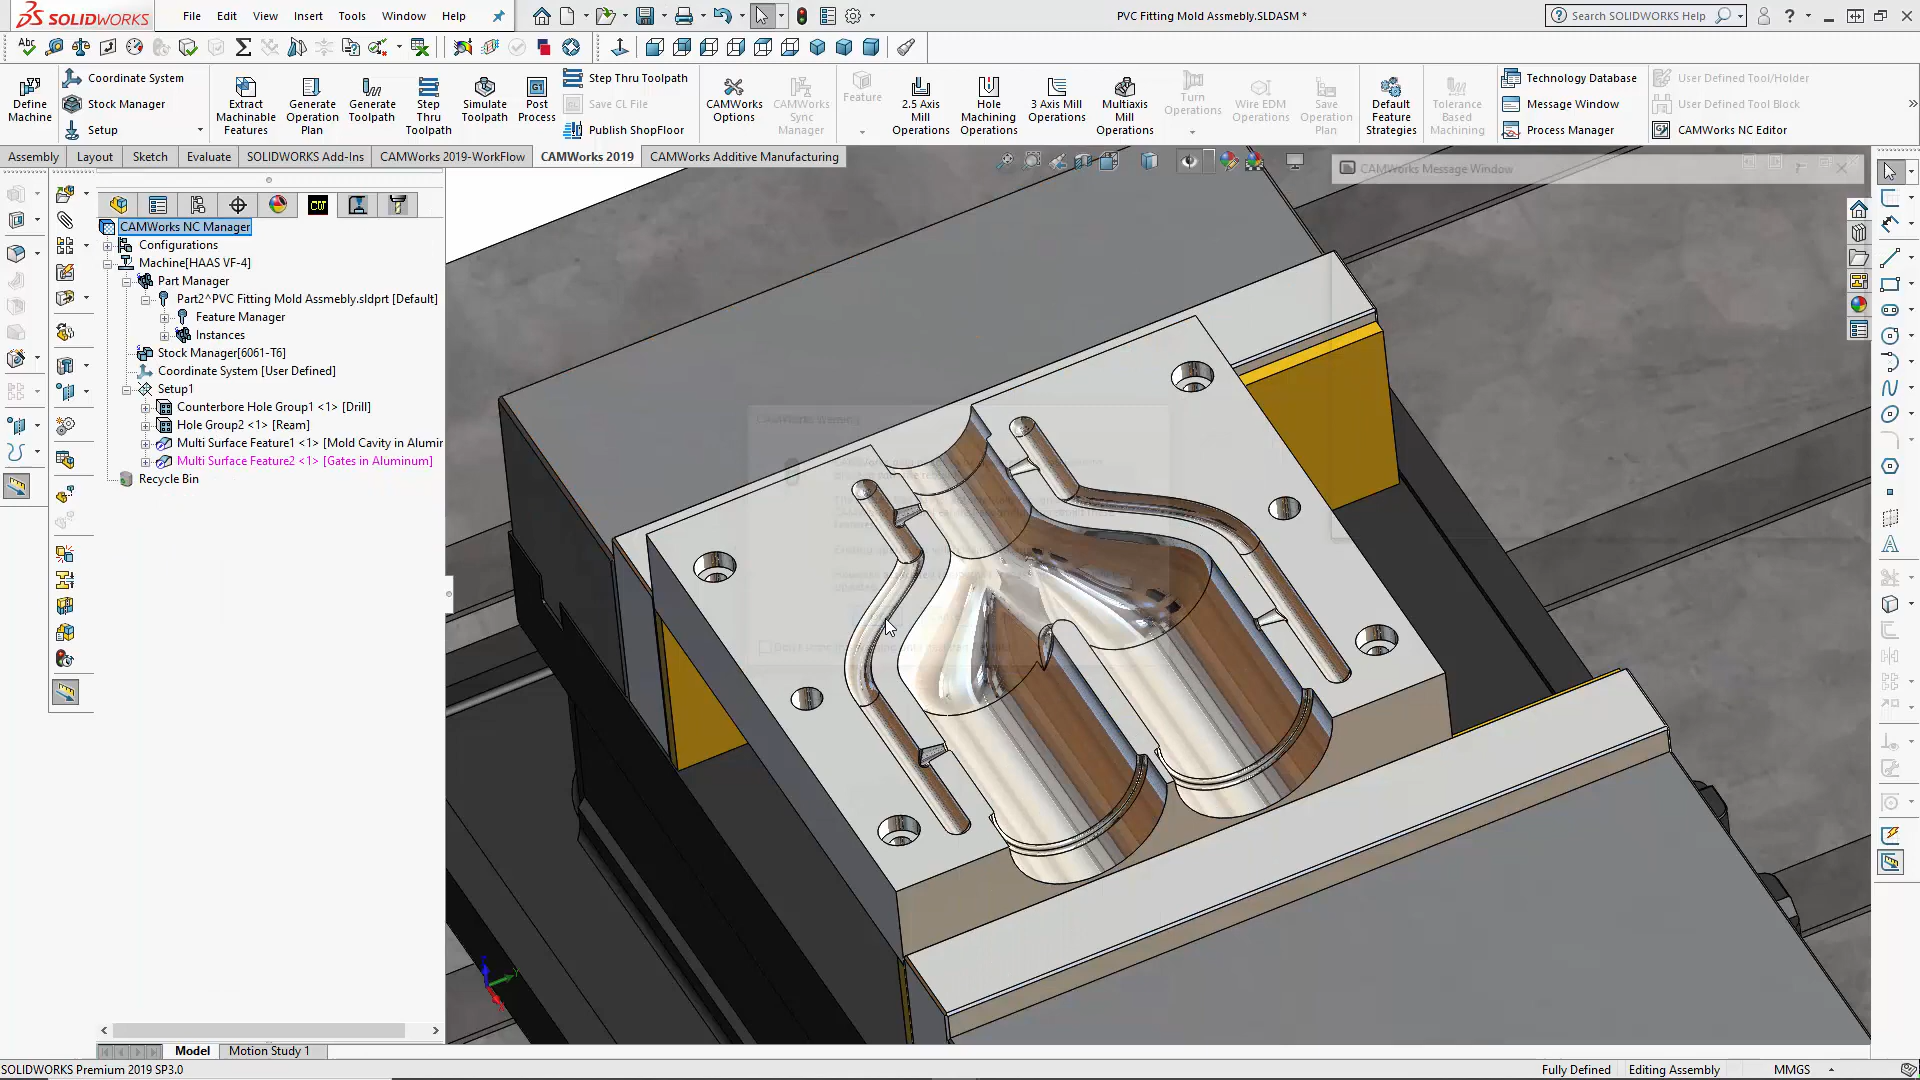 SOLIDWORKS
File Edit View Insert Tools Window Help
PVC Fitting Mold Assmebly.SLDASM *
Search SOLIDWORKS Help
Define Machine
Coordinate System
Stock Manager
Setup
Extract Machinable Features
Generate Operation Plan
Generate Toolpath
Step Thru Toolpath
Simulate Toolpath
Post Process
Step Thru Toolpath
Save CL File
Publish ShopFloor
CAMWorks Options
CAMWorks Sync Manager
Feature
2.5 Axis Mill Operations
Hole Machining Operations
3 Axis Mill Operations
Multiaxis Mill Operations
Turn Operations
Wire EDM Operations
Save Operation Plan
Default Feature Strategies
Tolerance Based Machining
Technology Database
Message Window
Process Manager
User Defined Tool/Holder
User Defined Tool Block
CAMWorks NC Editor
Assembly Layout Sketch Evaluate SOLIDWORKS Add-Ins CAMWorks 2019-WorkFlow CAMWorks 2019 CAMWorks Additive Manufacturing
CAMWorks Message Window
CAMWorks NC Manager
Configurations
Machine[HAAS VF-4]
Part Manager
Part2^PVC Fitting Mold Assmebly.sldprt [Default]
Feature Manager
Instances
Stock Manager[6061-T6]
Coordinate System [User Defined]
Setup1
Counterbore Hole Group1 <1> [Drill]
Hole Group2 <1> [Ream]
Multi Surface Feature1 <1> [Mold Cavity in Alumir
Multi Surface Feature2 <1> [Gates in Aluminum]
Recycle Bin
CAMWorks Warning
Model Motion Study 1
SOLIDWORKS Premium 2019 SP3.0
Fully Defined Editing Assembly MMGS